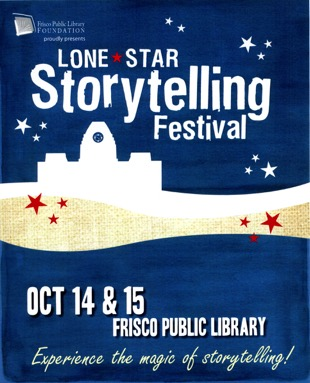 Frisco Public Library
FOUNDATION
proudly presents
LONE STAR
Storytelling
Festival
OCT 14 & 15
FRISCO PUBLIC LIBRARY
Experience the magic of storytelling!